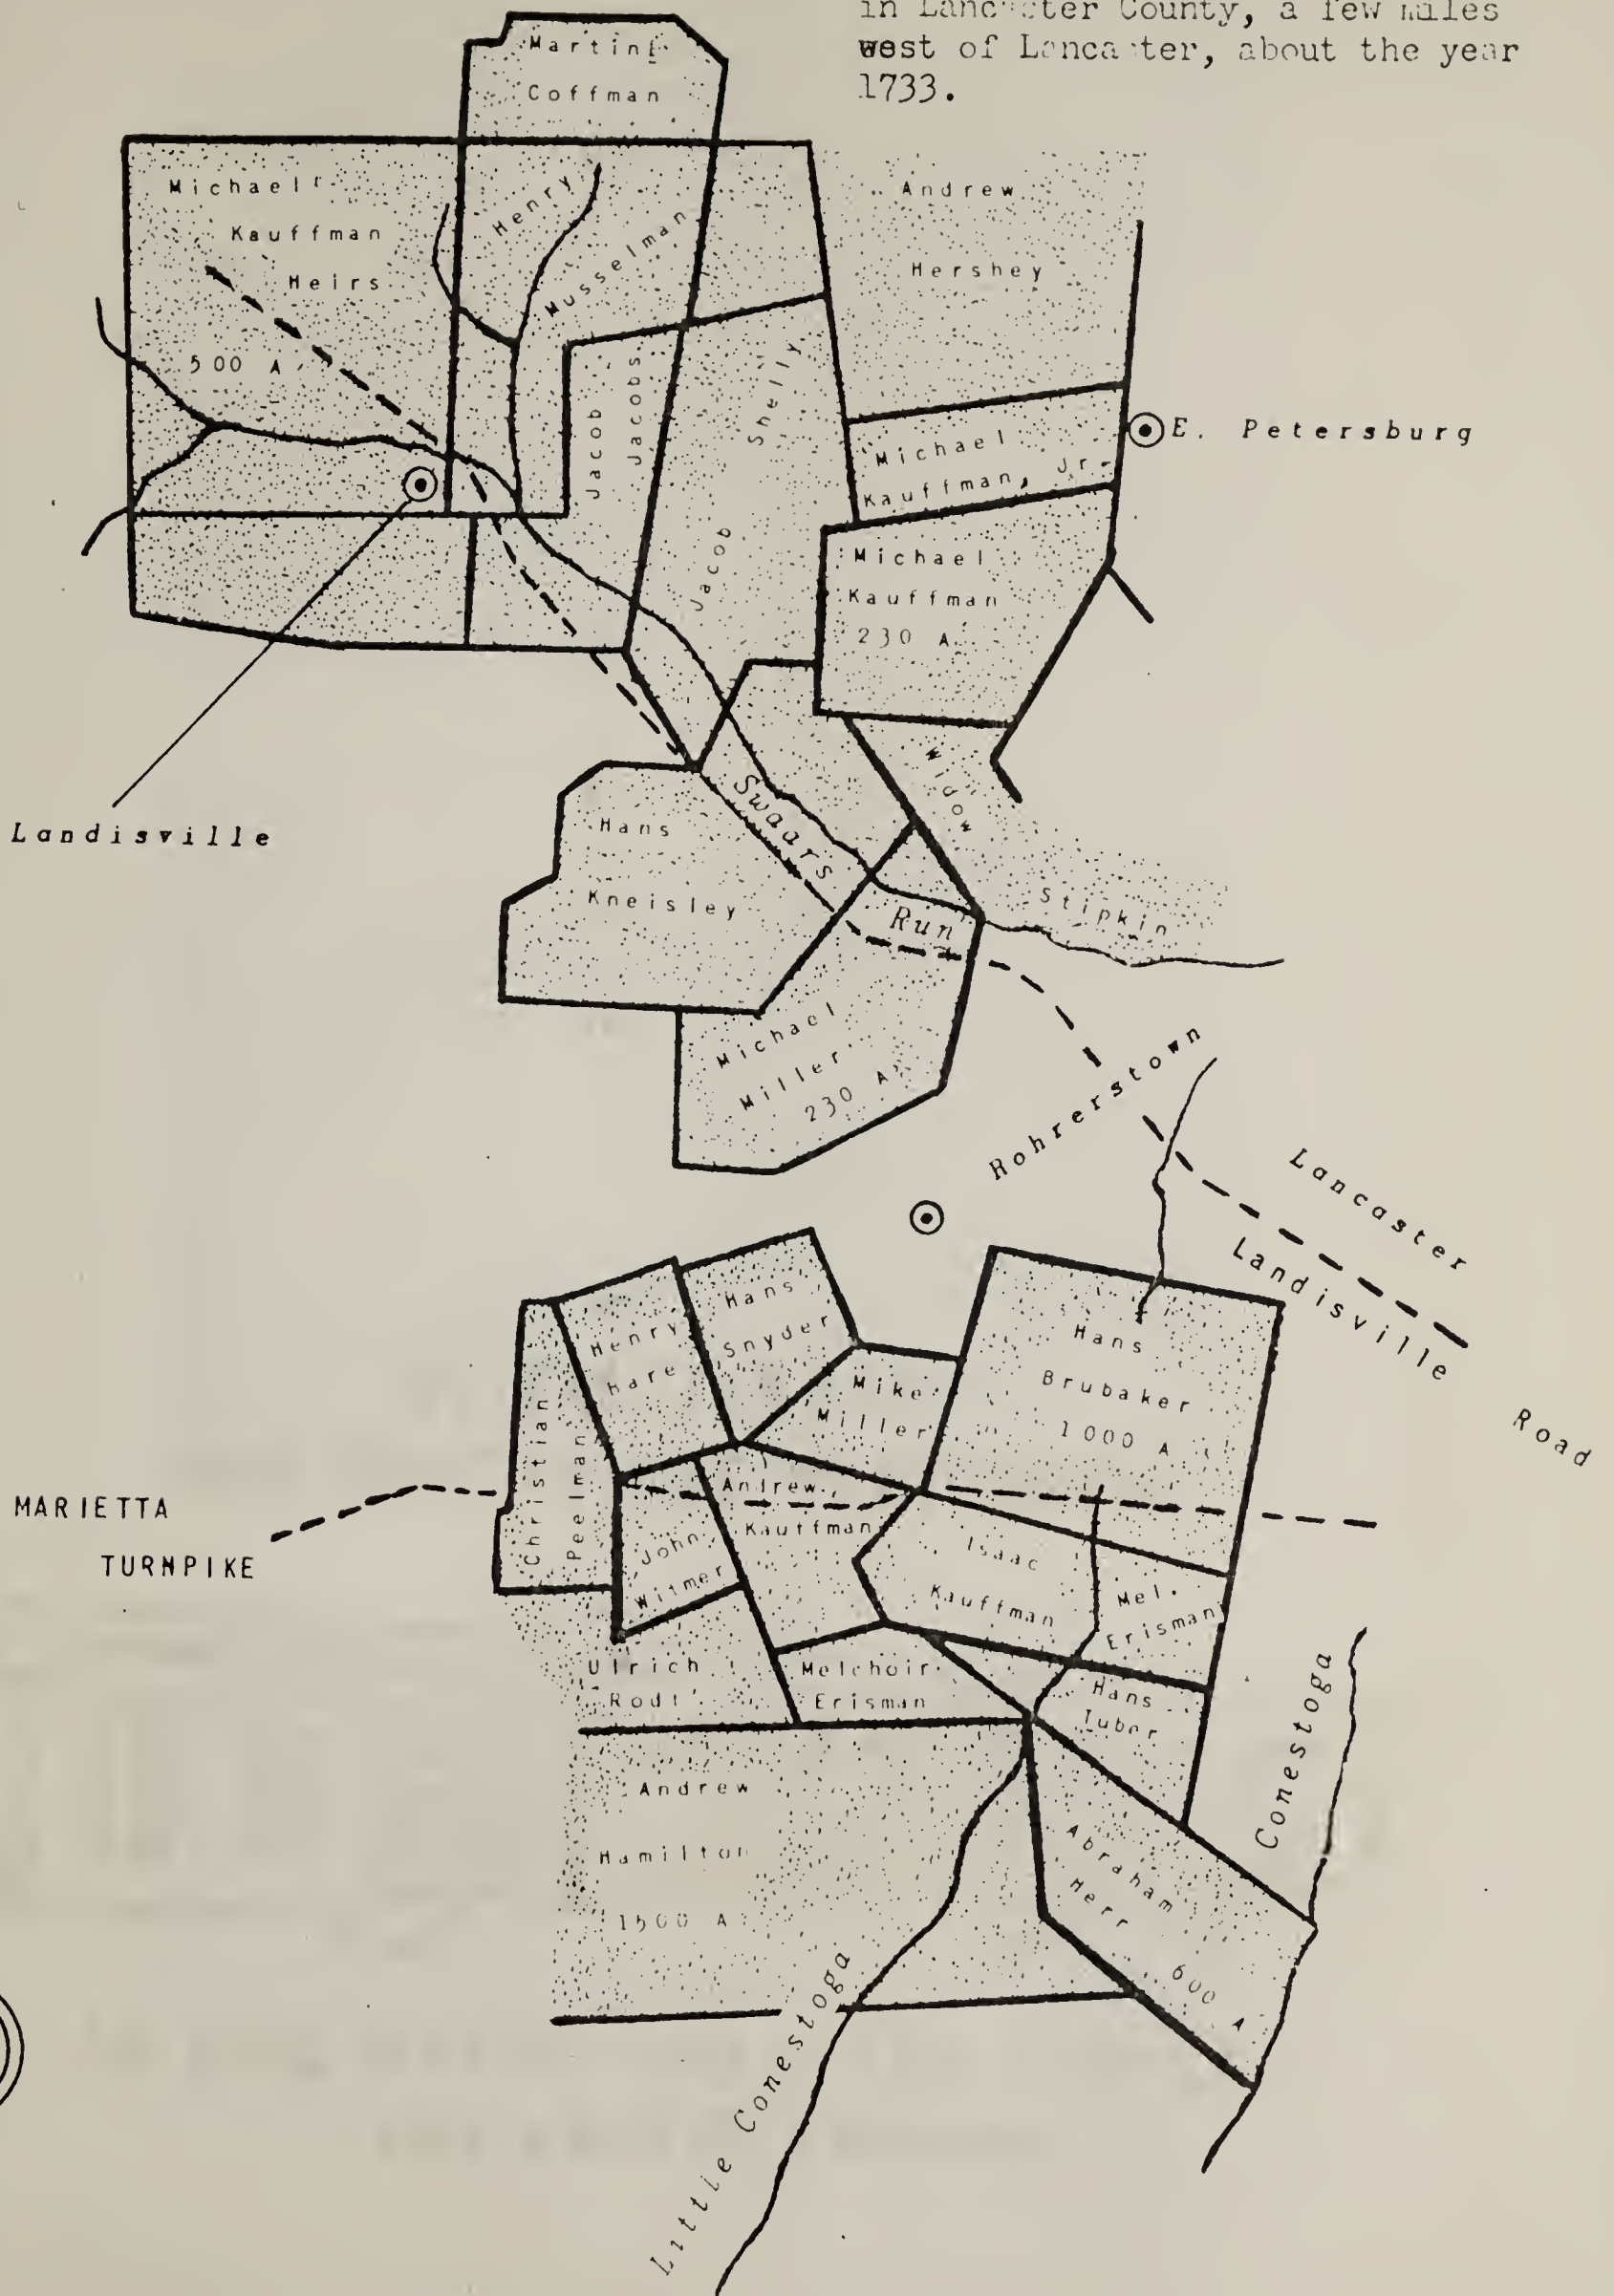 in Lancaster County, a few miles
west of Lancaster, about the year
1733.
Martin
Coffman
Michael
Kauffman
Heirs
500 A
Henry
Musselman
Andrew
Hershey
Jacob
Jacobs
Jacob
Shelly
Michael
Kauffman, Jr.
E. Petersburg
Michael
Kauffman
230 A
Landisville
Widow
Stipkin
Swaars
Run
Hans
Kneisley
Michael
Miller
230 A
Rohrerstown
Lancaster
Landisville
Road
Henry
Hare
Hans
Snyder
Mike
Miller
Hans
Brubaker
1000 A
Christian
Peelman
MARIETTA
TURNPIKE
John
Witmer
Andrew
Kauffman
Isaac
Kauffman
Mel.
Erisman
Ulrich
Rodt
Melchoir
Erisman
Hans
Conestoga
Andrew
Hamilton
1500 A
Abraham
Herr
600 A
Little Conestoga